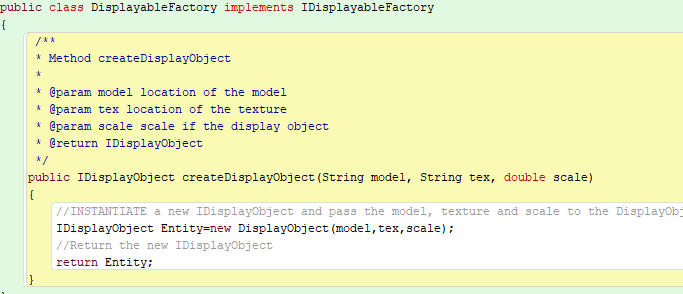 public class DisplayableFactory implements IDisplayableFactory
{
/**
* Method createDisplayObject
*
* @param model location of the model
* @param tex location of the texture
* @param scale scale if the display object
* @return IDisplayObject
*/
public IDisplayObject createDisplayObject(String model, String tex, double scale)
{
//INSTANTIATE a new IDisplayObject and pass the model, texture and scale to the
IDisplayObject Entity=new DisplayObject(model,tex,scale);
//Return the new IDisplayObject
return Entity;
}